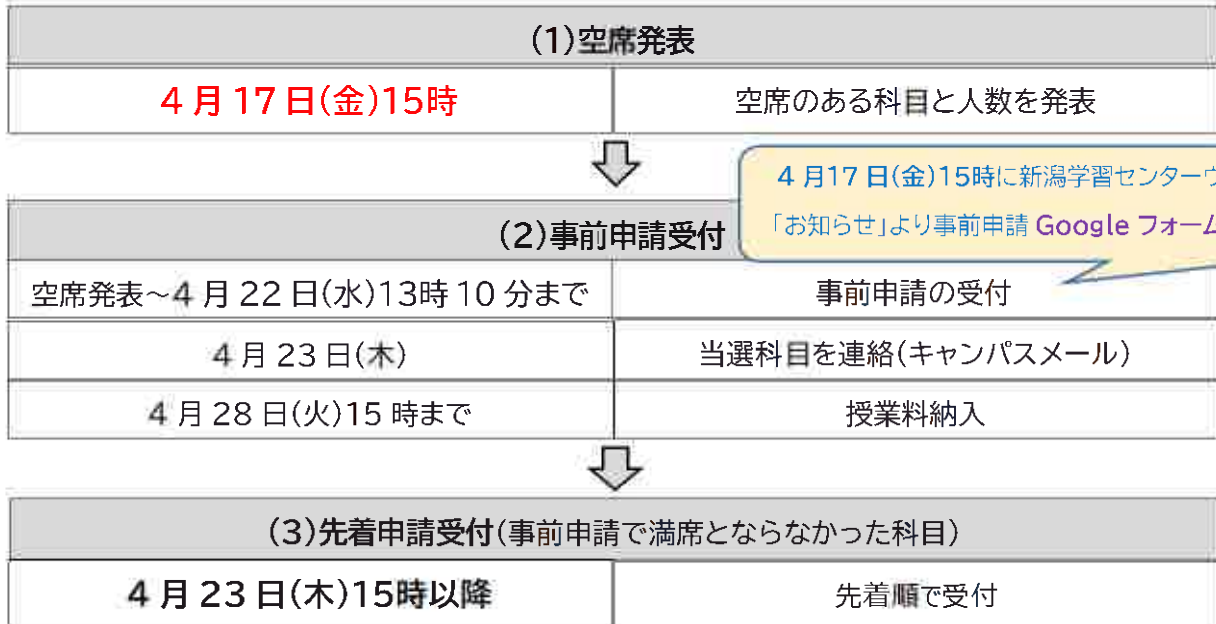 (1)空席発表
4月17日(金)15時
空席のある科目と人数を発表
4月17日(金)15時に新潟学習センターウ
「お知らせ」より事前申請 Google フォーム
(2)事前申請受付
空席発表～4月22日(水)13時10分まで
事前申請の受付
4月23日(木)
当選科目を連絡(キャンパスメール)
4月28日(火)15時まで
授業料納入
(3)先着申請受付(事前申請で満席とならなかった科目)
4月23日(木)15時以降
先着順で受付